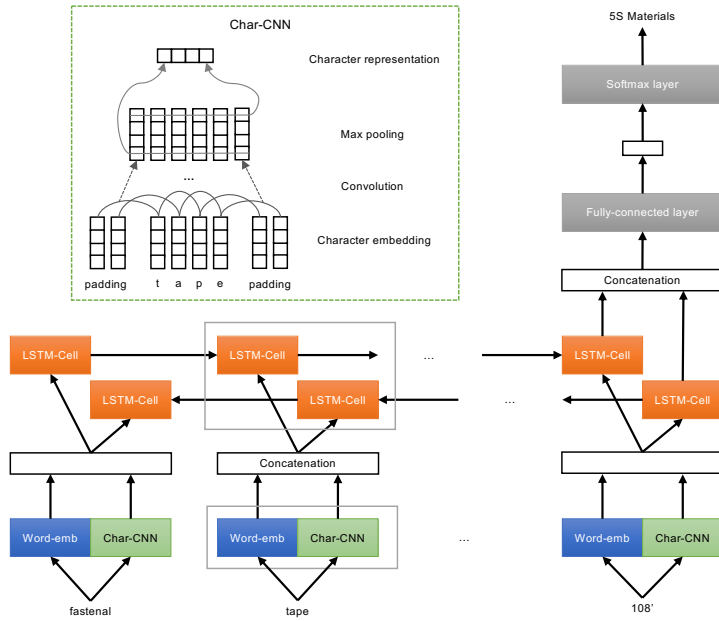 5S Materials
Char-CNN
Character representation
Softmax layer
Max pooling
...
Convolution
Fully-connected layer
Character embedding
padding t a p e padding
Concatenation
LSTM-Cell LSTM-Cell ... LSTM-Cell
LSTM-Cell LSTM-Cell ... LSTM-Cell
Concatenation
Word-emb Char-CNN Word-emb Char-CNN ... Word-emb Char-CNN
fastenal tape 108'